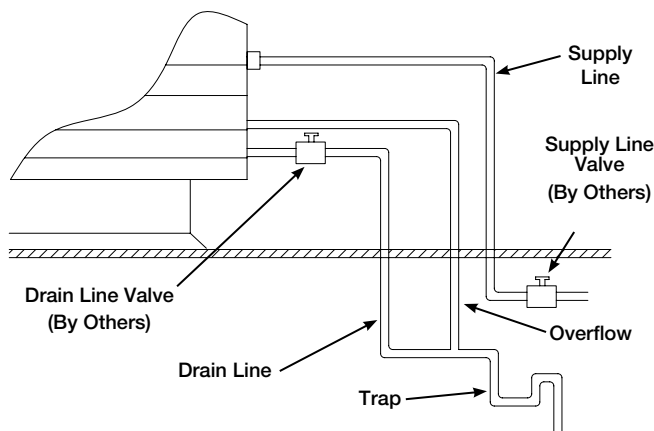 Supply
Line
Supply Line
Valve
(By Others)
Drain Line Valve
(By Others)
Overflow
Drain Line
Trap